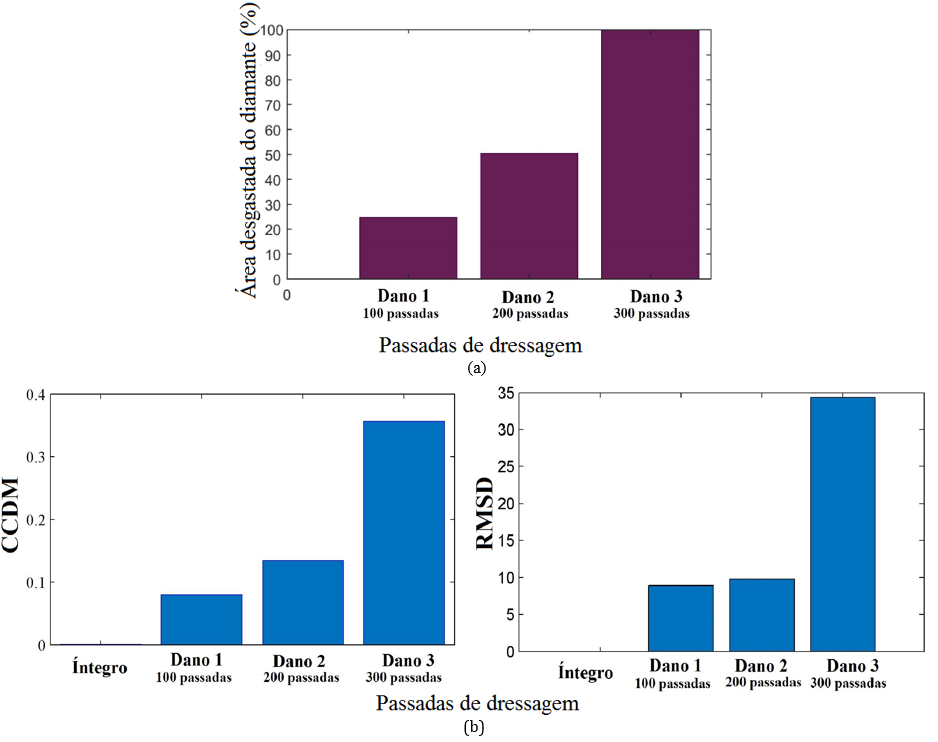 Área desgastada do diamante (%)
100
90
80
70
60
50
40
30
20
10
0
0
Dano 1
100 passadas
Dano 2
200 passadas
Dano 3
300 passadas
Passadas de dressagem
(a)
CCDM
0.4
0.3
0.2
0.1
0
Íntegro
Dano 1
100 passadas
Dano 2
200 passadas
Dano 3
300 passadas
RMSD
35
30
25
20
15
10
5
0
Íntegro
Dano 1
100 passadas
Dano 2
200 passadas
Dano 3
300 passadas
Passadas de dressagem
(b)